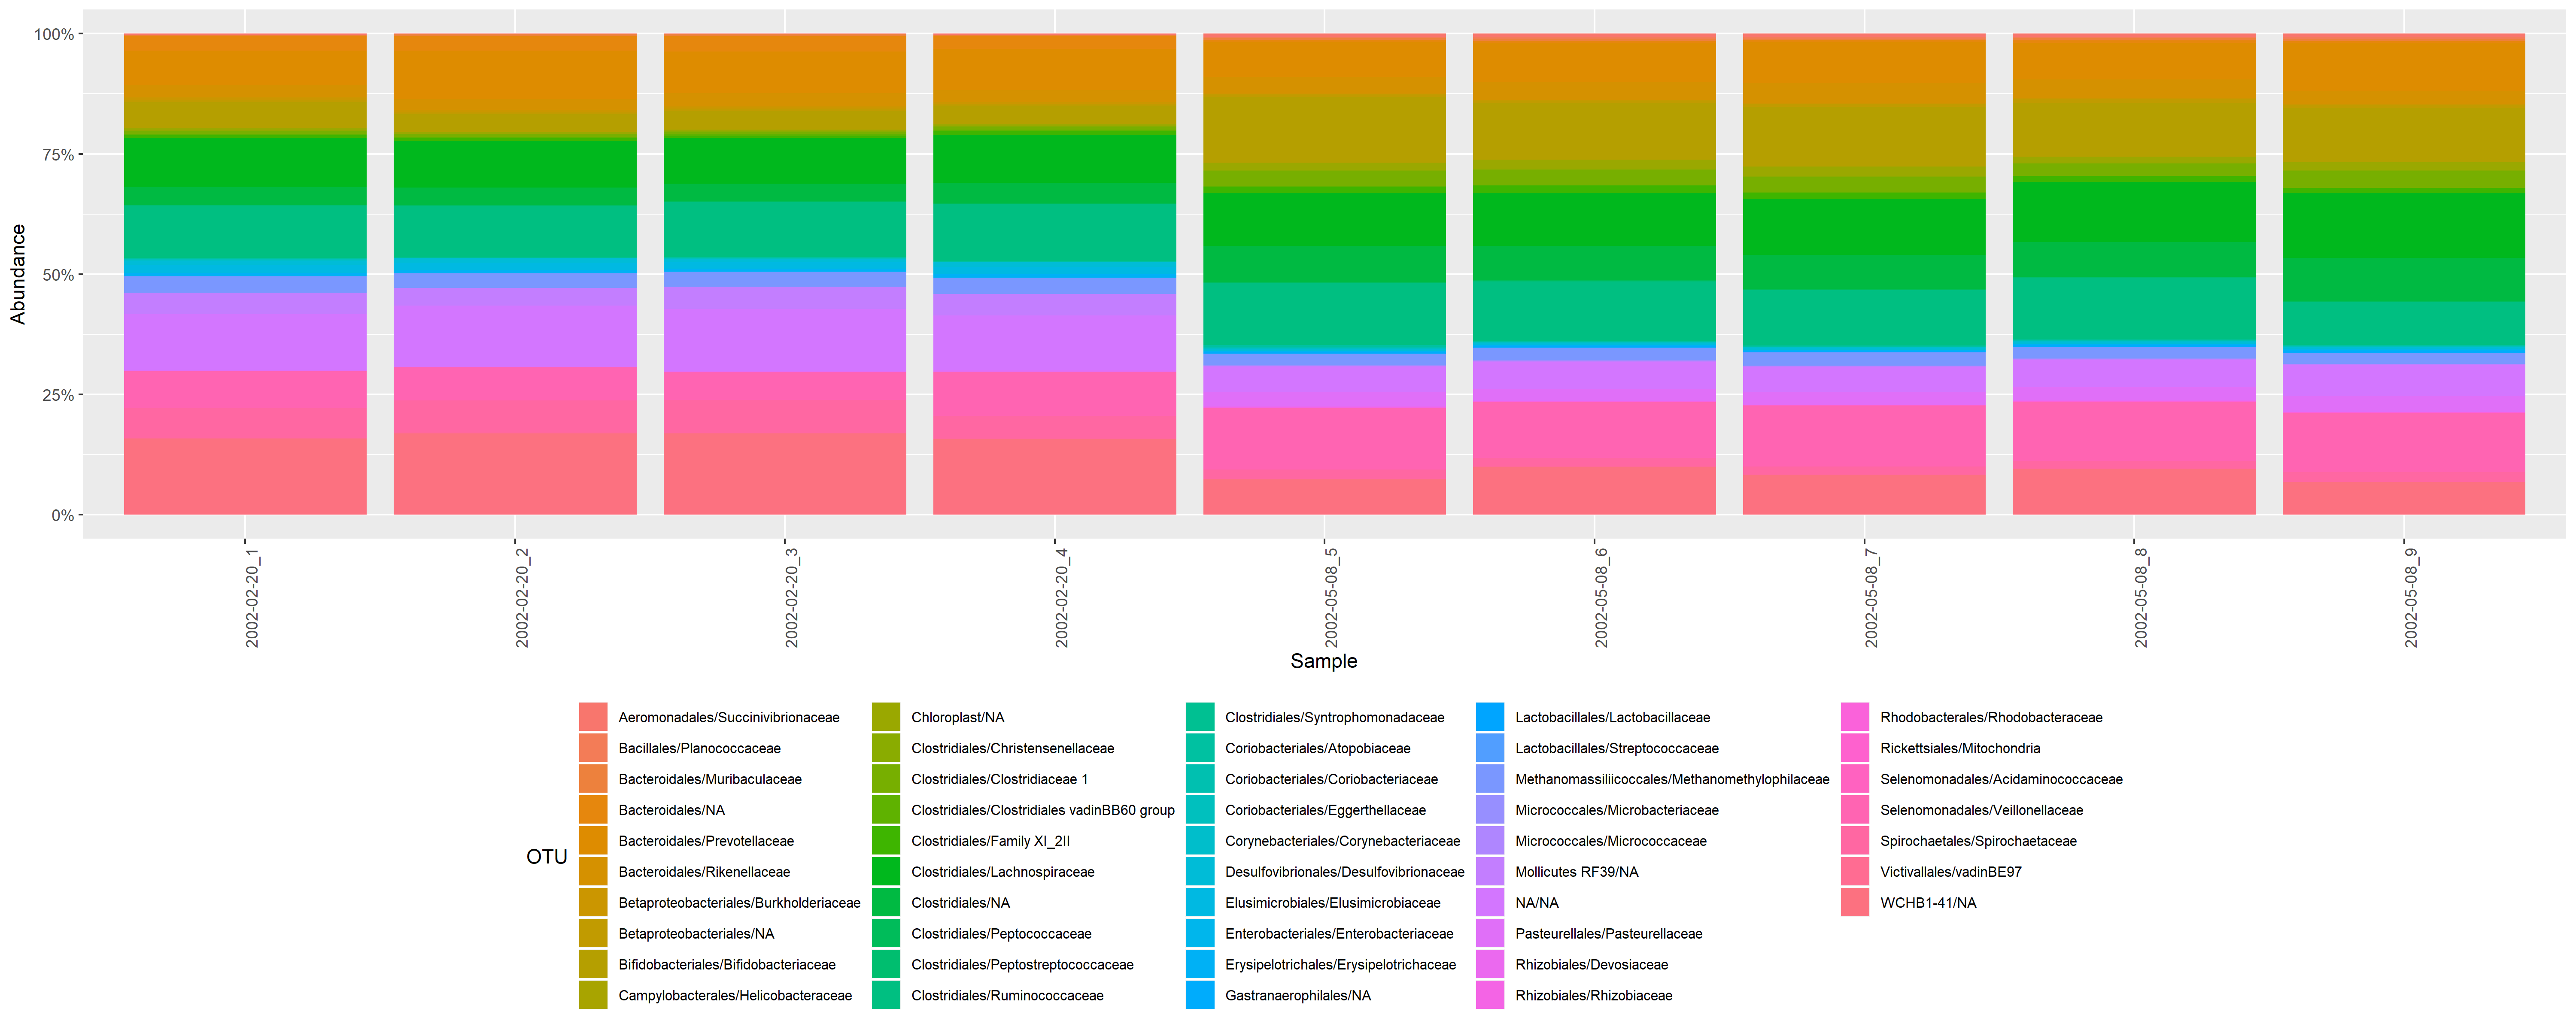 100%
75%
50%
25%
0%
Abundance
2002-02-20_1
2002-02-20_2
2002-02-20_3
2002-02-20_4
2002-05-08_5
2002-05-08_6
2002-05-08_7
2002-05-08_8
2002-05-08_9
Sample
OTU
Aeromonadales/Succinivibrionaceae
Bacillales/Planococcaceae
Bacteroidales/Muribaculaceae
Bacteroidales/NA
Bacteroidales/Prevotellaceae
Bacteroidales/Rikenellaceae
Betaproteobacteriales/Burkholderiaceae
Betaproteobacteriales/NA
Bifidobacteriales/Bifidobacteriaceae
Campylobacterales/Helicobacteraceae
Chloroplast/NA
Clostridiales/Christensenellaceae
Clostridiales/Clostridiaceae 1
Clostridiales/Clostridiales vadinBB60 group
Clostridiales/Family XI_2II
Clostridiales/Lachnospiraceae
Clostridiales/NA
Clostridiales/Peptococcaceae
Clostridiales/Peptostreptococcaceae
Clostridiales/Ruminococcaceae
Clostridiales/Syntrophomonadaceae
Coriobacteriales/Atopobiaceae
Coriobacteriales/Coriobacteriaceae
Coriobacteriales/Eggerthellaceae
Corynebacteriales/Corynebacteriaceae
Desulfovibrionales/Desulfovibrionaceae
Elusimicrobiales/Elusimicrobiaceae
Enterobacteriales/Enterobacteriaceae
Erysipelotrichales/Erysipelotrichaceae
Gastranaerophilales/NA
Lactobacillales/Lactobacillaceae
Lactobacillales/Streptococcaceae
Methanomassiliicoccales/Methanomethylophilaceae
Micrococcales/Microbacteriaceae
Micrococcales/Micrococcaceae
Mollicutes RF39/NA
NA/NA
Pasteurellales/Pasteurellaceae
Rhizobiales/Devosiaceae
Rhizobiales/Rhizobiaceae
Rhodobacterales/Rhodobacteraceae
Rickettsiales/Mitochondria
Selenomonadales/Acidaminococcaceae
Selenomonadales/Veillonellaceae
Spirochaetales/Spirochaetaceae
Victivallales/vadinBE97
WCHB1-41/NA